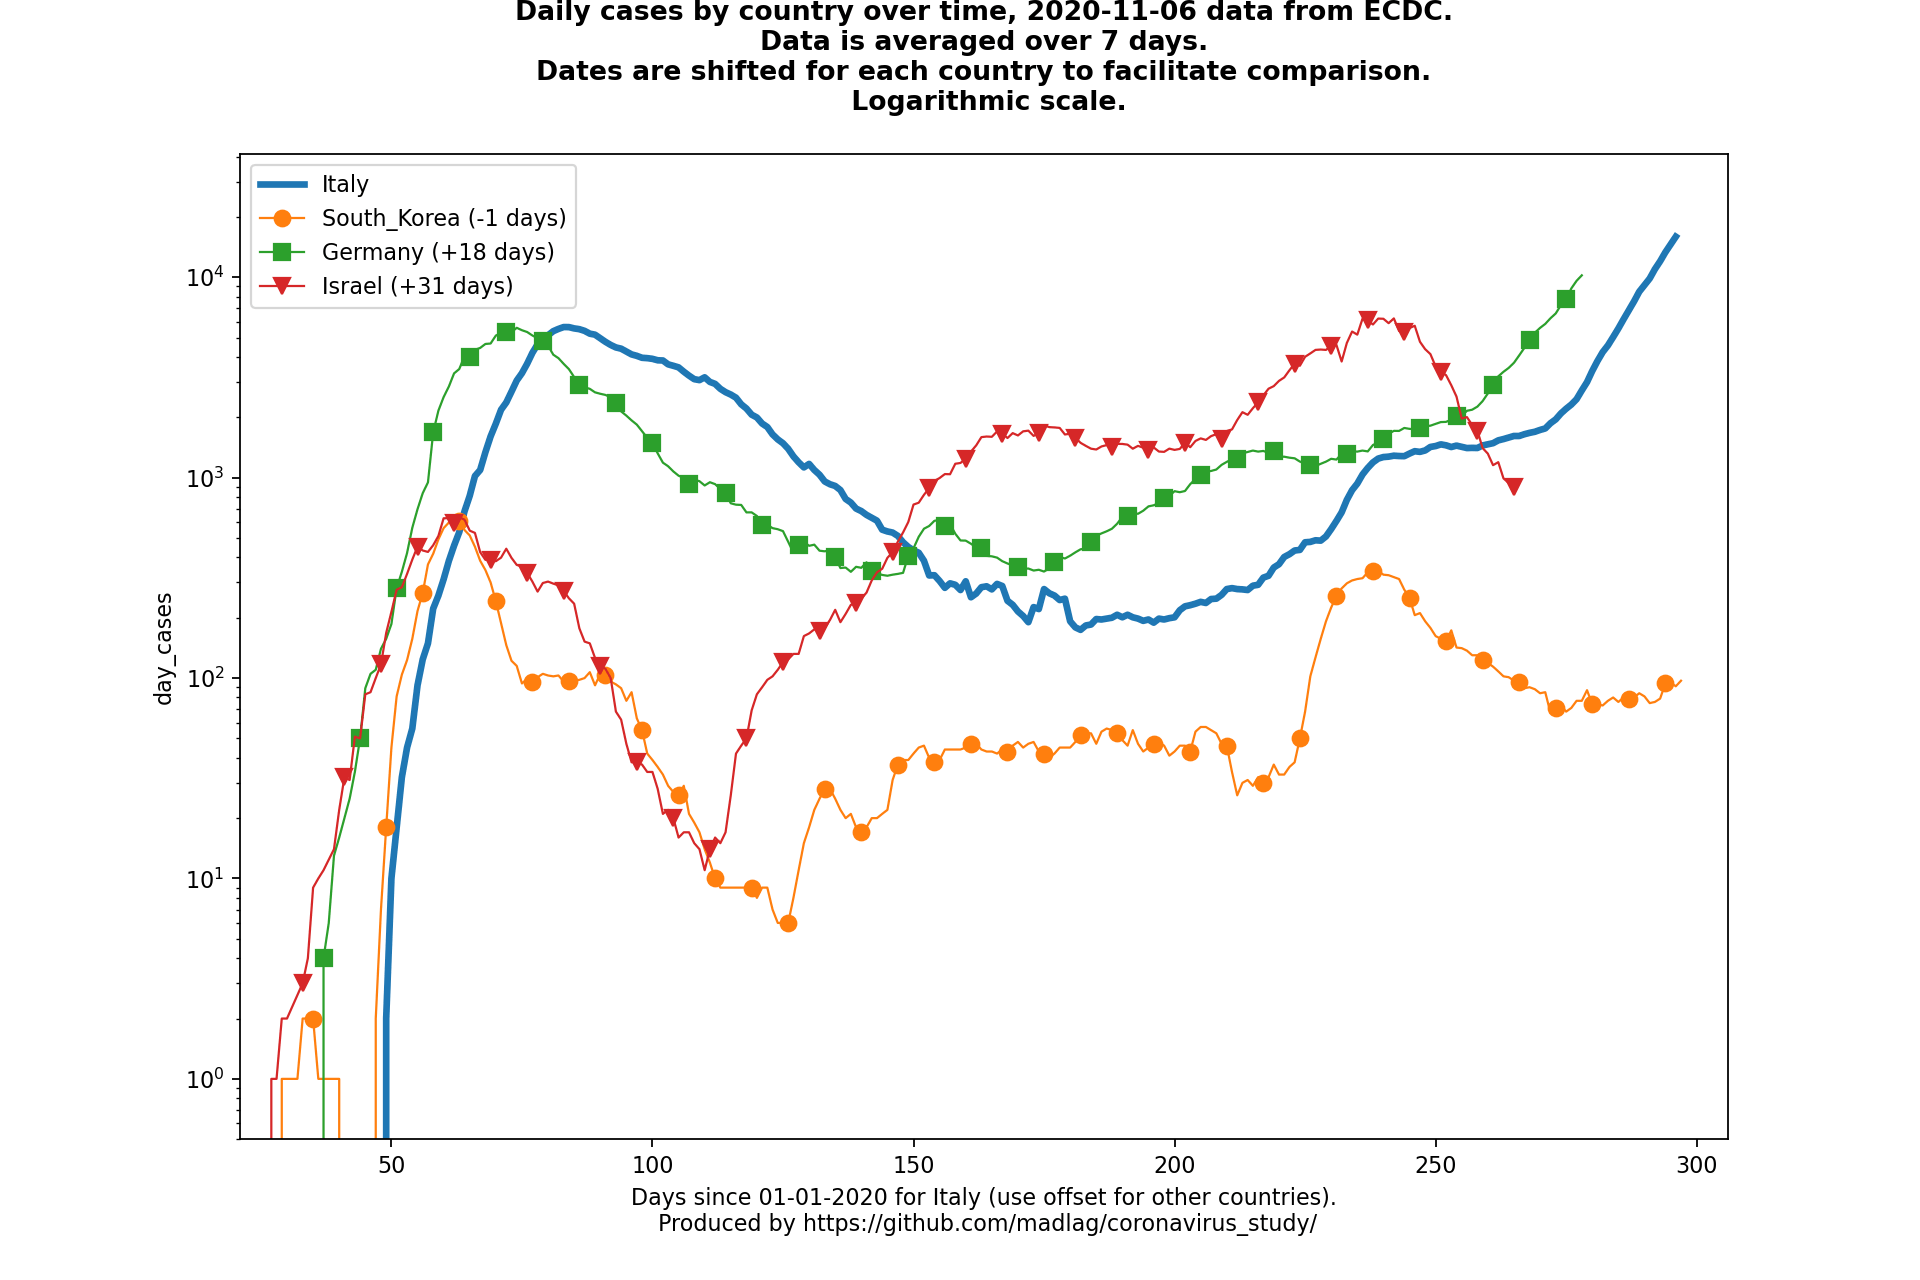 Daily cases by country over time, 2020-11-06 data from ECDC.
Data is averaged over 7 days.
Dates are shifted for each country to facilitate comparison.
Logarithmic scale.
Italy
South_Korea (-1 days)
Germany (+18 days)
Israel (+31 days)
day_cases
10⁴
10³
10²
10¹
10⁰
50 100 150 200 250 300
Days since 01-01-2020 for Italy (use offset for other countries).
Produced by https://github.com/madlag/coronavirus_study/